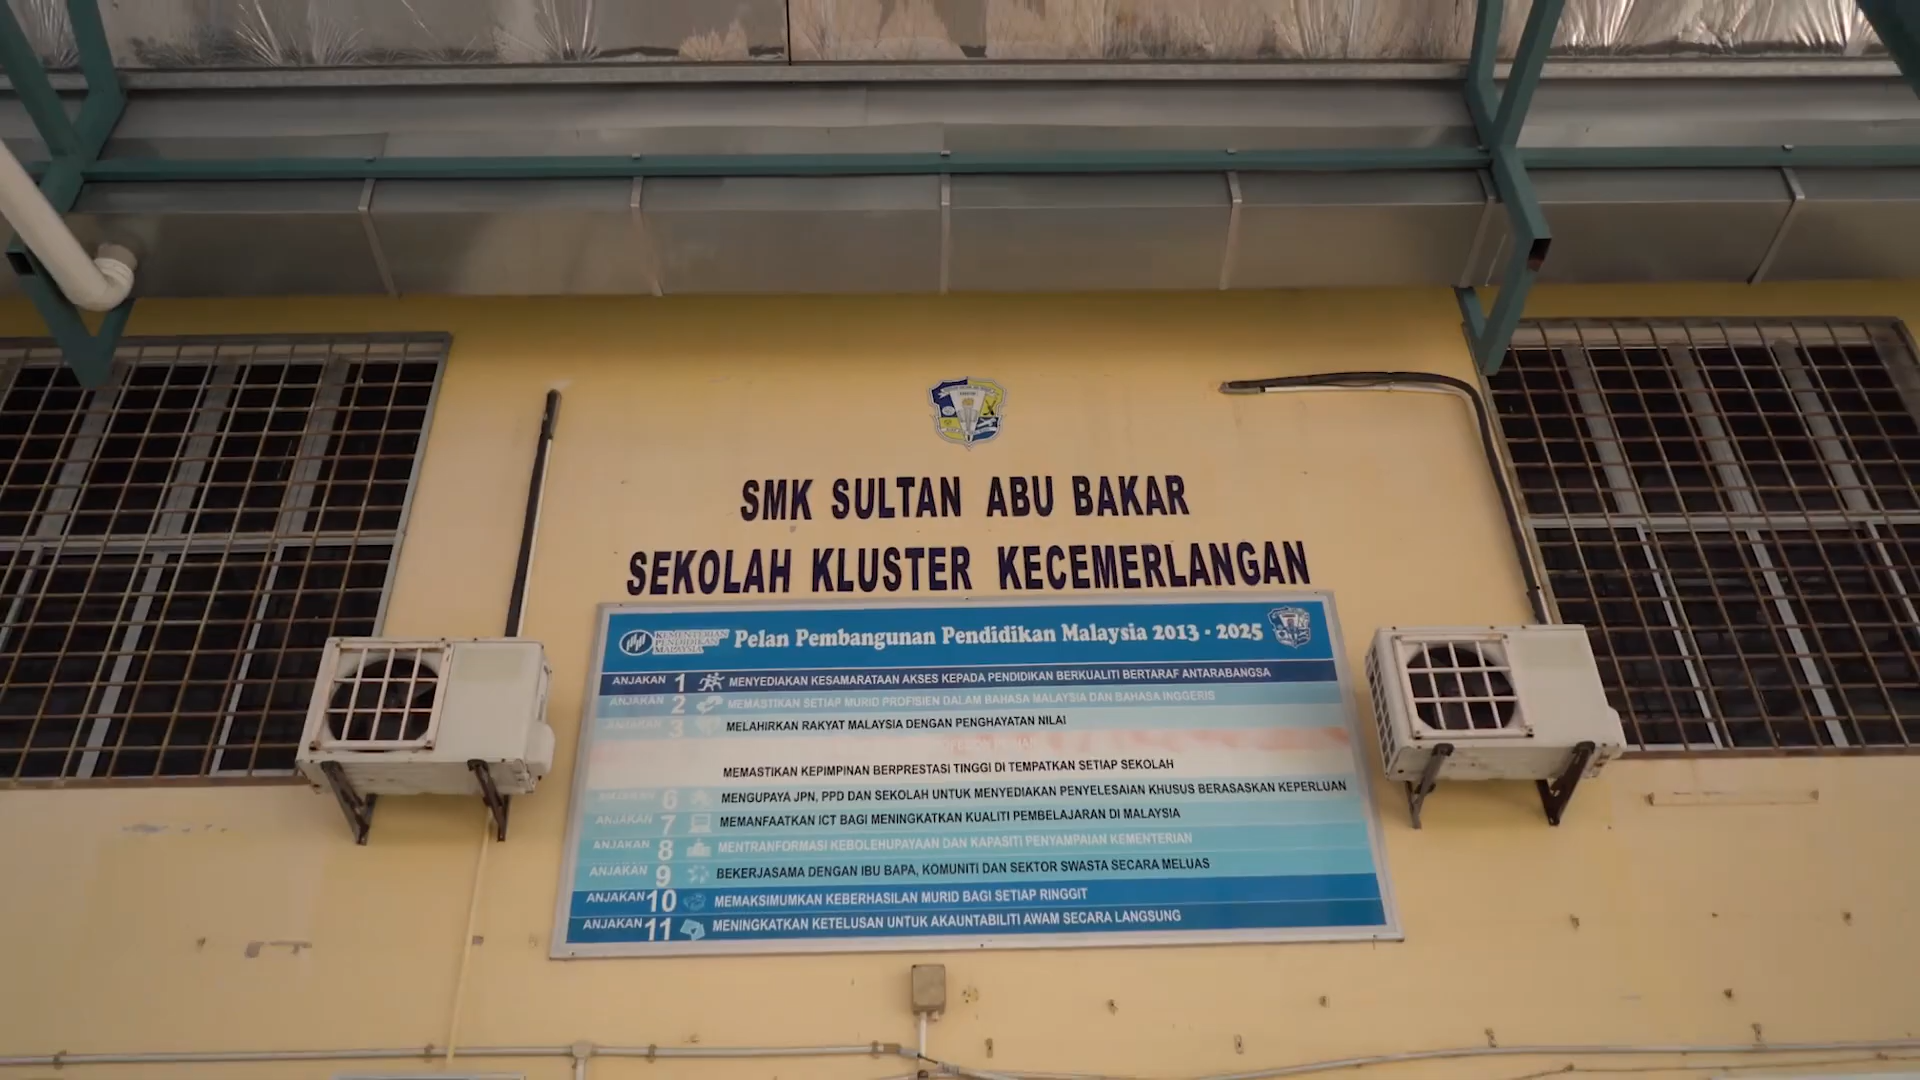 SMK SULTAN ABU BAKAR
SEKOLAH KLUSTER KECEMERLANGAN
KEMENTERIAN PENDIDIKAN MALAYSIA
Pelan Pembangunan Pendidikan Malaysia 2013 - 2025
ANJAKAN 1 MENYEDIAKAN KESAMARATAAN AKSES KEPADA PENDIDIKAN BERKUALITI BERTARAF ANTARABANGSA
ANJAKAN 2 MEMASTIKAN SETIAP MURID PROFISIEN DALAM BAHASA MALAYSIA DAN BAHASA INGGERIS
ANJAKAN 3 MELAHIRKAN RAKYAT MALAYSIA DENGAN PENGHAYATAN NILAI
MEMASTIKAN KEPIMPINAN BERPRESTASI TINGGI DI TEMPATKAN SETIAP SEKOLAH
6 MENGUPAYA JPN, PPD DAN SEKOLAH UNTUK MENYEDIAKAN PENYELESAIAN KHUSUS BERASASKAN KEPERLUAN
ANJAKAN 7 MEMANFAATKAN ICT BAGI MENINGKATKAN KUALITI PEMBELAJARAN DI MALAYSIA
ANJAKAN 8 MENTRANFORMASI KEBOLEHUPAYAAN DAN KAPASITI PENYAMPAIAN KEMENTERIAN
ANJAKAN 9 BEKERJASAMA DENGAN IBU BAPA, KOMUNITI DAN SEKTOR SWASTA SECARA MELUAS
ANJAKAN 10 MEMAKSIMUMKAN KEBERHASILAN MURID BAGI SETIAP RINGGIT
ANJAKAN 11 MENINGKATKAN KETELUSAN UNTUK AKAUNTABILITI AWAM SECARA LANGSUNG